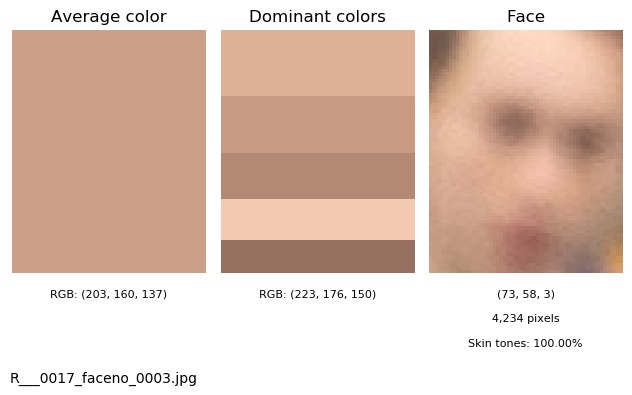 Average color
Dominant colors
Face
RGB: (203, 160, 137)
RGB: (223, 176, 150)
(73, 58, 3)
4,234 pixels
Skin tones: 100.00%
R___0017_faceno_0003.jpg